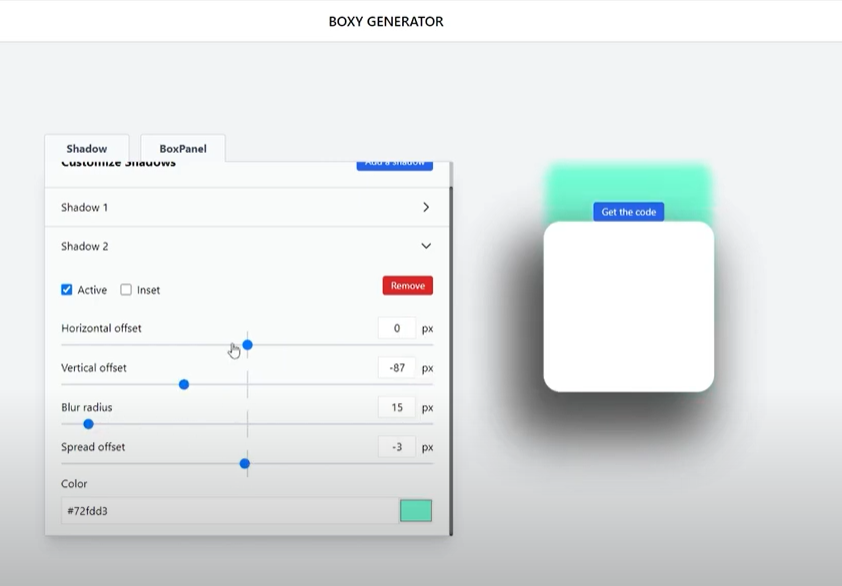 BOXY GENERATOR
Shadow
BoxPanel
Customize Shadows
Add a shadow
Shadow 1
Get the code
Shadow 2
Active
Inset
Remove
Horizontal offset
0 px
Vertical offset
-87 px
Blur radius
15 px
Spread offset
-3 px
Color
#72fdd3